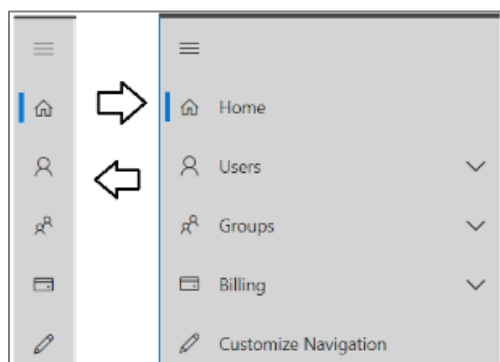 Home
Users
Groups
Billing
Customize Navigation